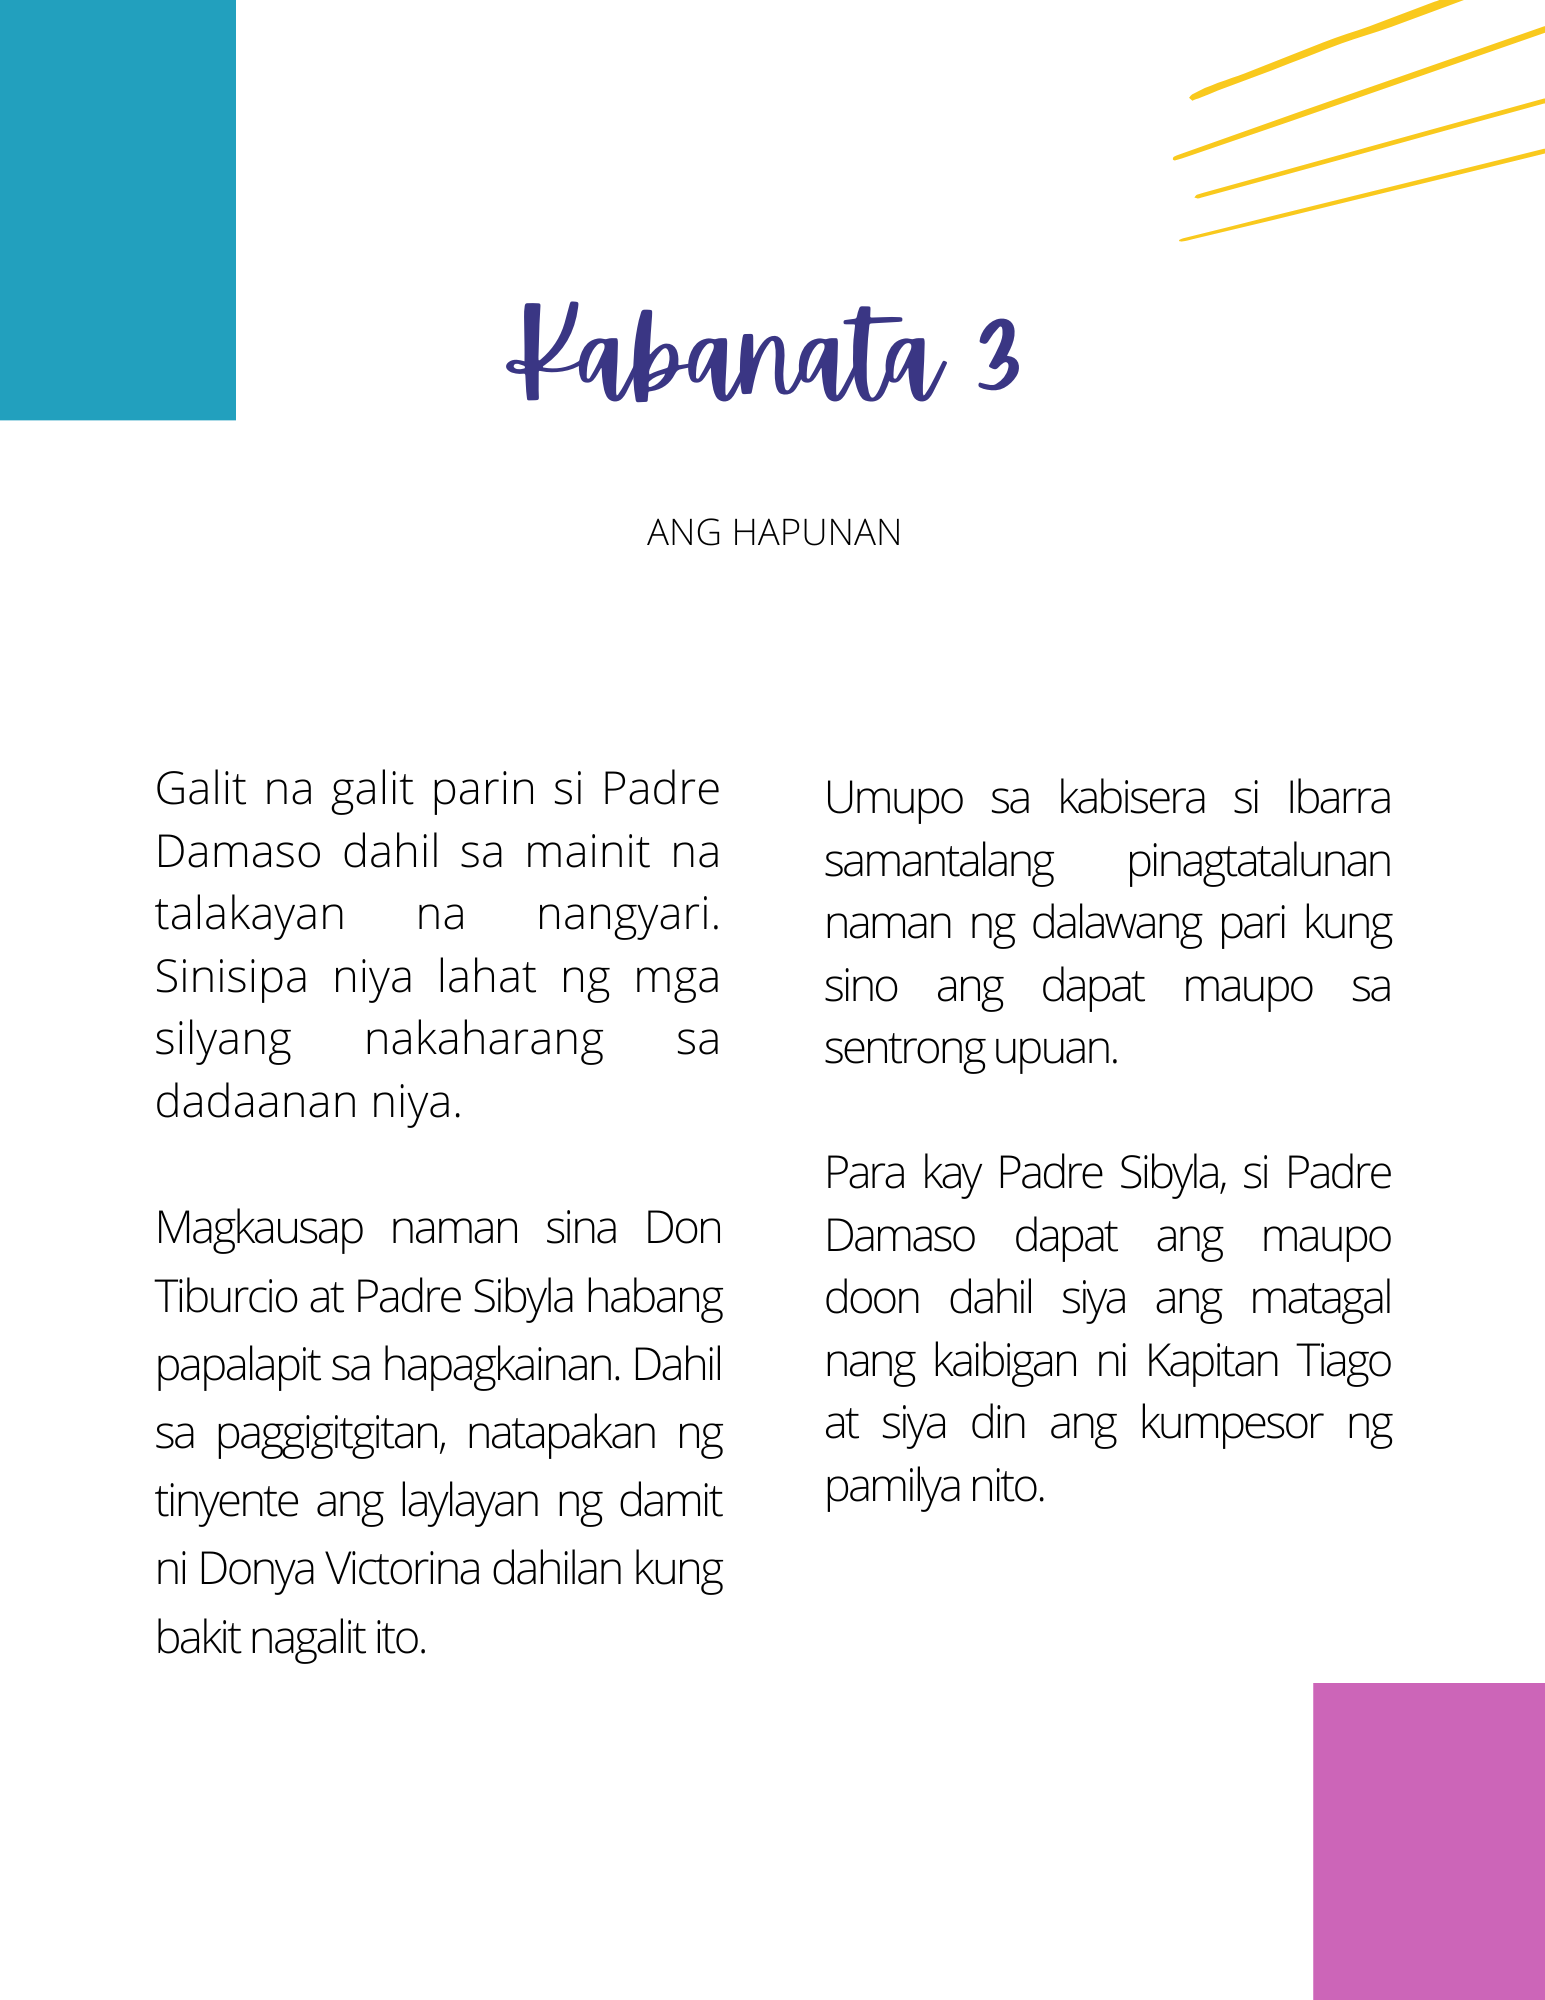 Kabanata 3
ANG HAPUNAN
Galit na galit parin si Padre
Damaso dahil sa mainit na
talakayan na nangyari.
Sinisipa niya lahat ng mga
silyang nakaharang sa
dadaanan niya.
Magkausap naman sina Don
Tiburcio at Padre Sibyla habang
papalapit sa hapagkainan. Dahil
sa paggigitgitan, natapakan ng
tinyente ang laylayan ng damit
ni Donya Victorina dahilan kung
bakit nagalit ito.
Umupo sa kabisera si Ibarra
samantalang pinagtatalunan
naman ng dalawang pari kung
sino ang dapat maupo sa
sentrong upuan.
Para kay Padre Sibyla, si Padre
Damaso dapat ang maupo
doon dahil siya ang matagal
nang kaibigan ni Kapitan Tiago
at siya din ang kumpesor ng
pamilya nito.